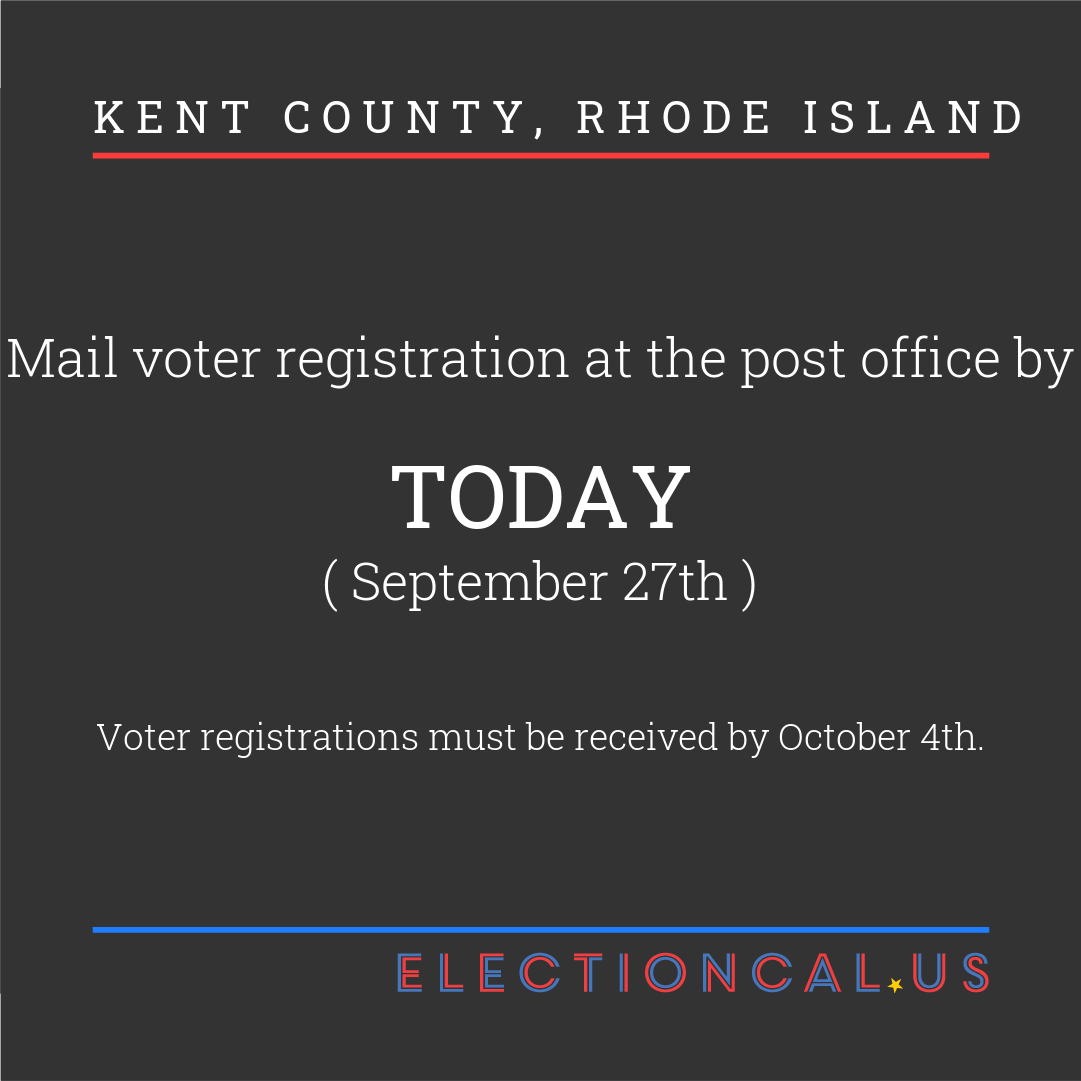 KENT COUNTY, RHODE ISLAND
Mail voter registration at the post office by
TODAY
( September 27th )
Voter registrations must be received by October 4th.
ELECTIONCAL.US